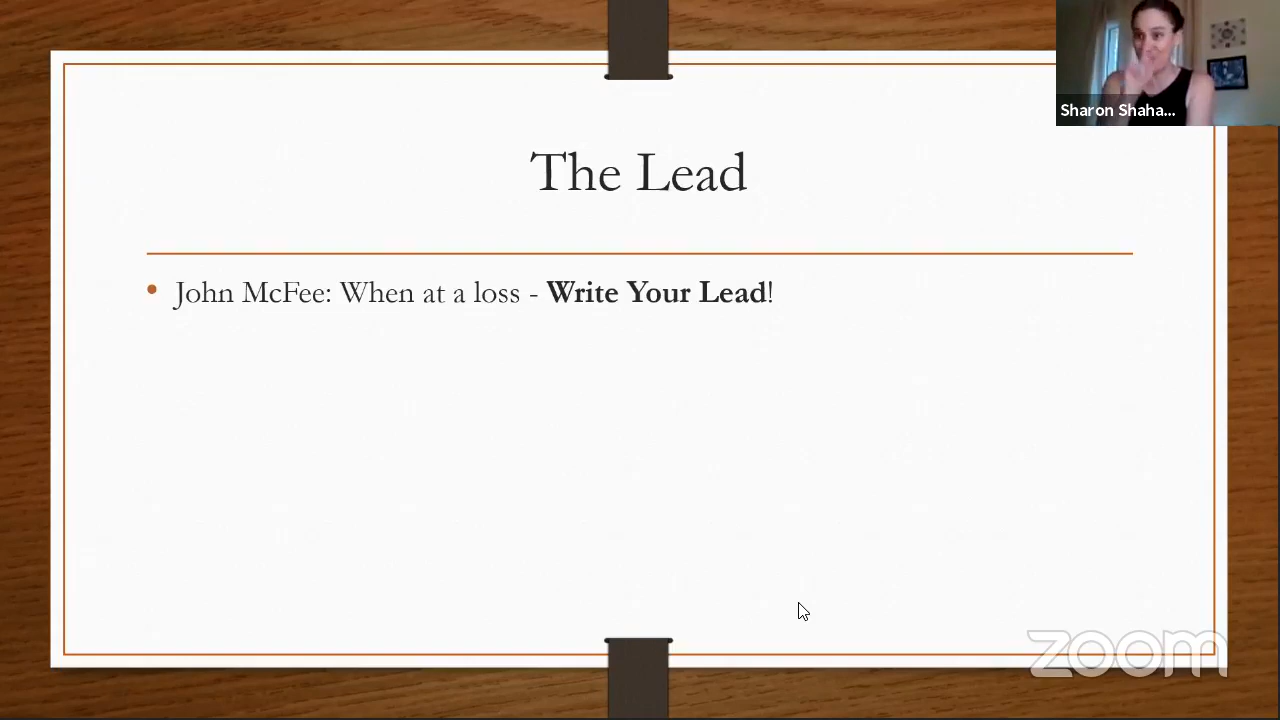 Sharon Shaha...
The Lead
• John McFee: When at a loss - Write Your Lead!
zoom